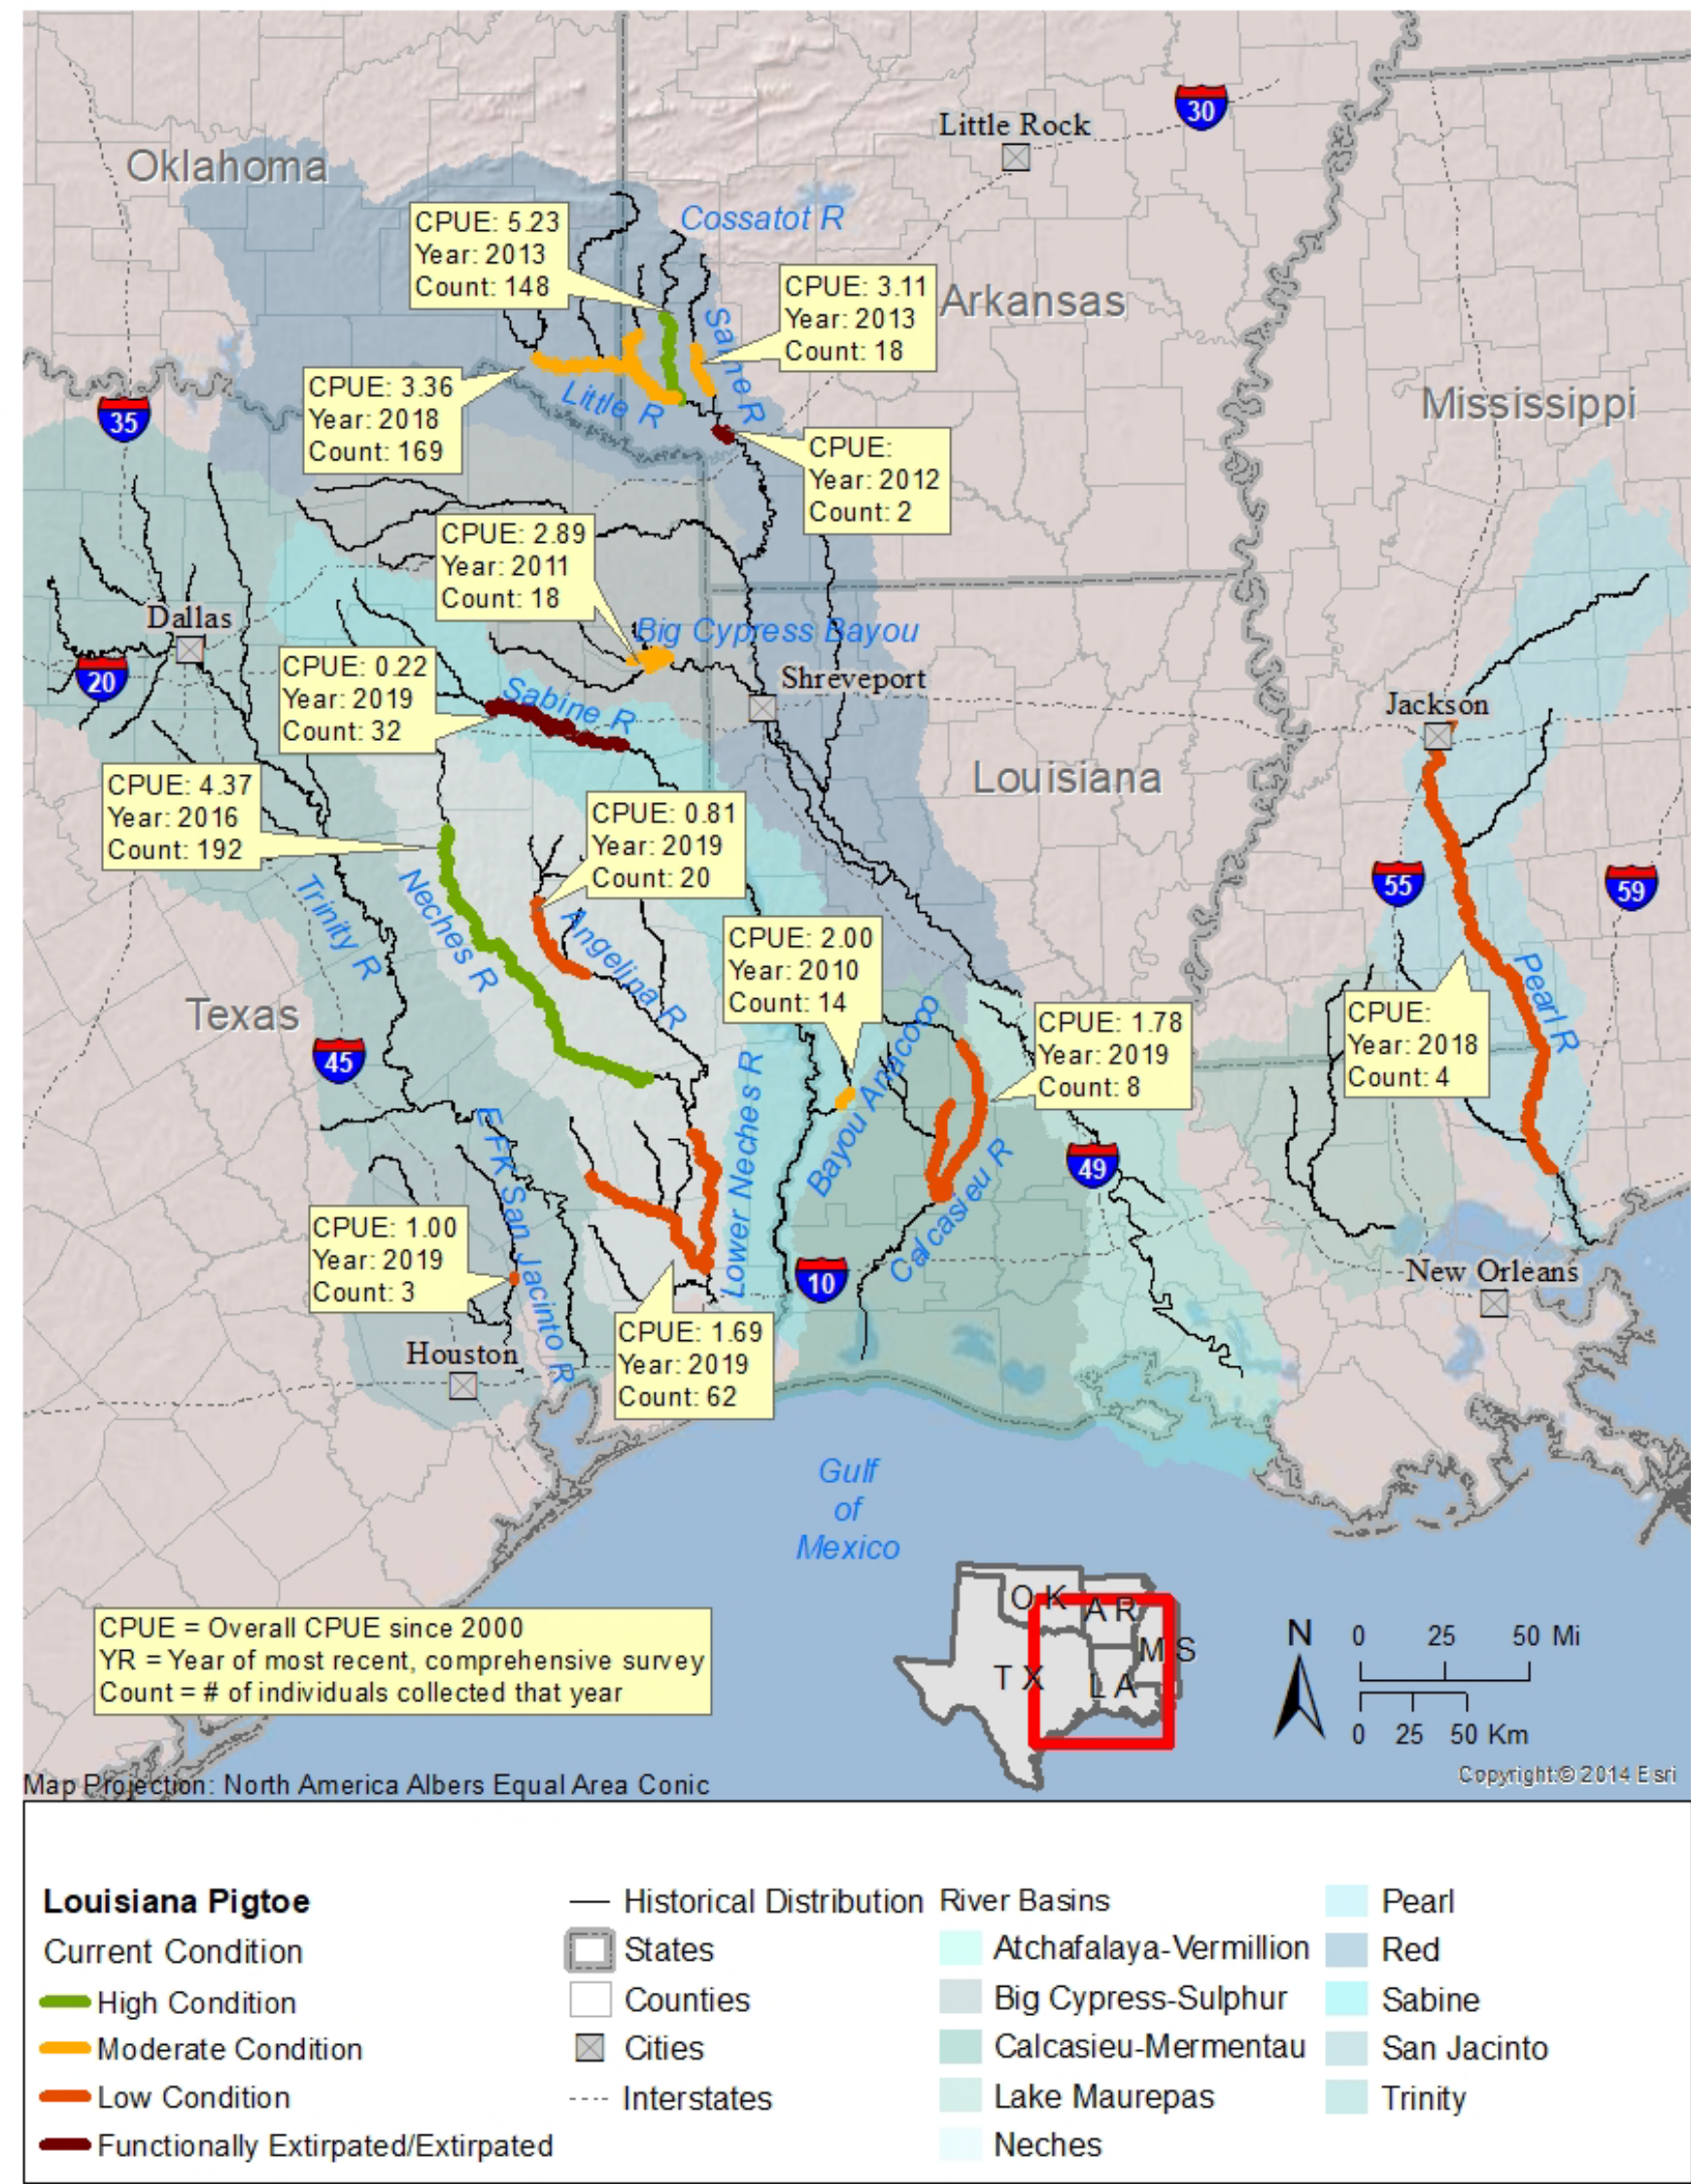 30
Little Rock
Oklahoma
CPUE: 5.23
Year: 2013
Count: 148
Cossatot R
CPUE: 3.11
Year: 2013
Count: 18
Arkansas
Saline R
CPUE: 3.36
Year: 2018
Count: 169
Little R
35
Mississippi
CPUE:
Year: 2012
Count: 2
CPUE: 2.89
Year: 2011
Count: 18
Dallas
Big Cypress Bayou
20
CPUE: 0.22
Year: 2019
Count: 32
Sabine R
Shreveport
Jackson
Louisiana
CPUE: 4.37
Year: 2016
Count: 192
CPUE: 0.81
Year: 2019
Count: 20
55
59
Trinity R
Neches R
Angelina R
CPUE: 2.00
Year: 2010
Count: 14
Texas
45
CPUE: 1.78
Year: 2019
Count: 8
CPUE:
Year: 2018
Count: 4
Pearl R
Lower Neches R
Bayou Anacoco
Calcasieu R
49
E FK San Jacinto R
CPUE: 1.00
Year: 2019
Count: 3
10
New Orleans
Houston
CPUE: 1.69
Year: 2019
Count: 62
Gulf
of
Mexico
CPUE = Overall CPUE since 2000
YR = Year of most recent, comprehensive survey
Count = # of individuals collected that year
OK
AR
MS
TX
LA
N
0 25 50 Mi
0 25 50 Km
Map Projection: North America Albers Equal Area Conic
Copyright:© 2014 Esri
Louisiana Pigtoe
Current Condition
High Condition
Moderate Condition
Low Condition
Functionally Extirpated/Extirpated
Historical Distribution
States
Counties
Cities
Interstates
River Basins
Atchafalaya-Vermillion
Big Cypress-Sulphur
Calcasieu-Mermentau
Lake Maurepas
Neches
Pearl
Red
Sabine
San Jacinto
Trinity